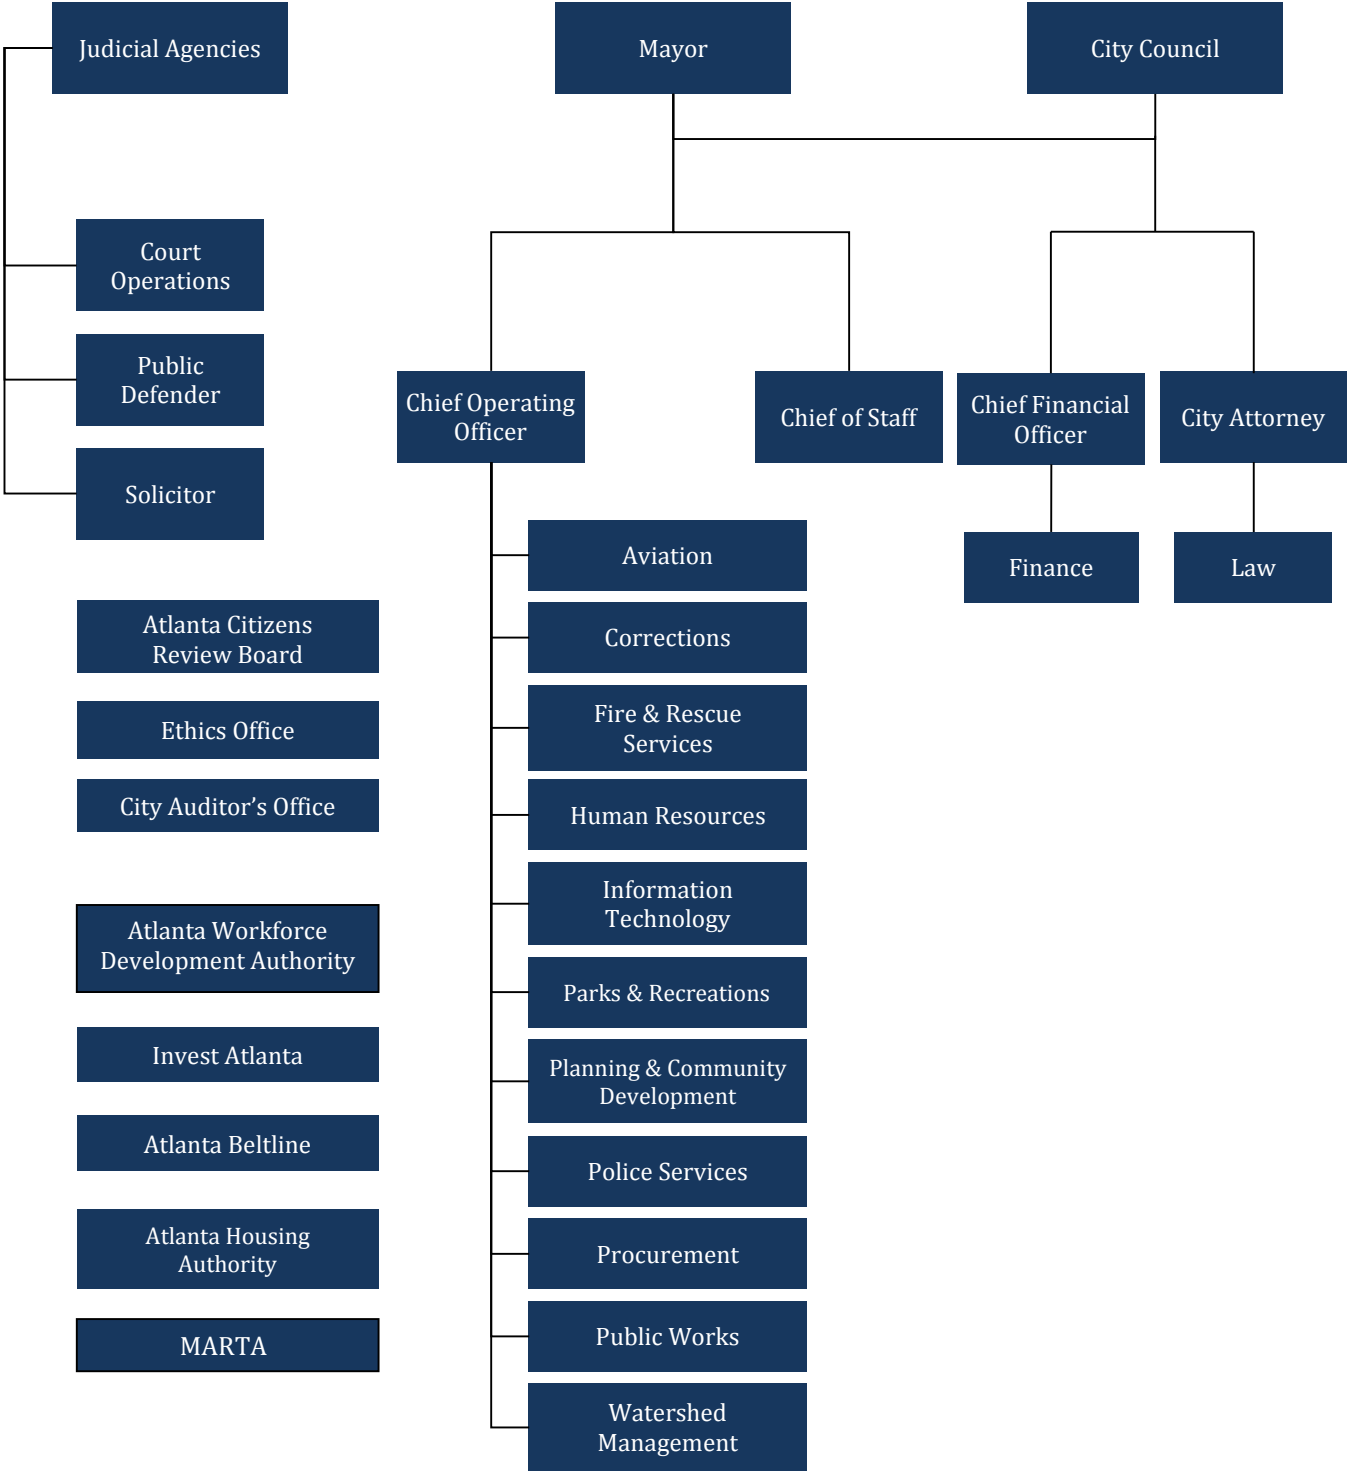 Judicial Agencies
Mayor
City Council
Court
Operations
Public
Defender
Solicitor
Chief Operating
Officer
Chief of Staff
Chief Financial
Officer
City Attorney
Finance
Law
Aviation
Corrections
Fire & Rescue
Services
Human Resources
Information
Technology
Parks & Recreations
Planning & Community
Development
Police Services
Procurement
Public Works
Watershed
Management
Atlanta Citizens
Review Board
Ethics Office
City Auditor’s Office
Atlanta Workforce
Development Authority
Invest Atlanta
Atlanta Beltline
Atlanta Housing
Authority
MARTA